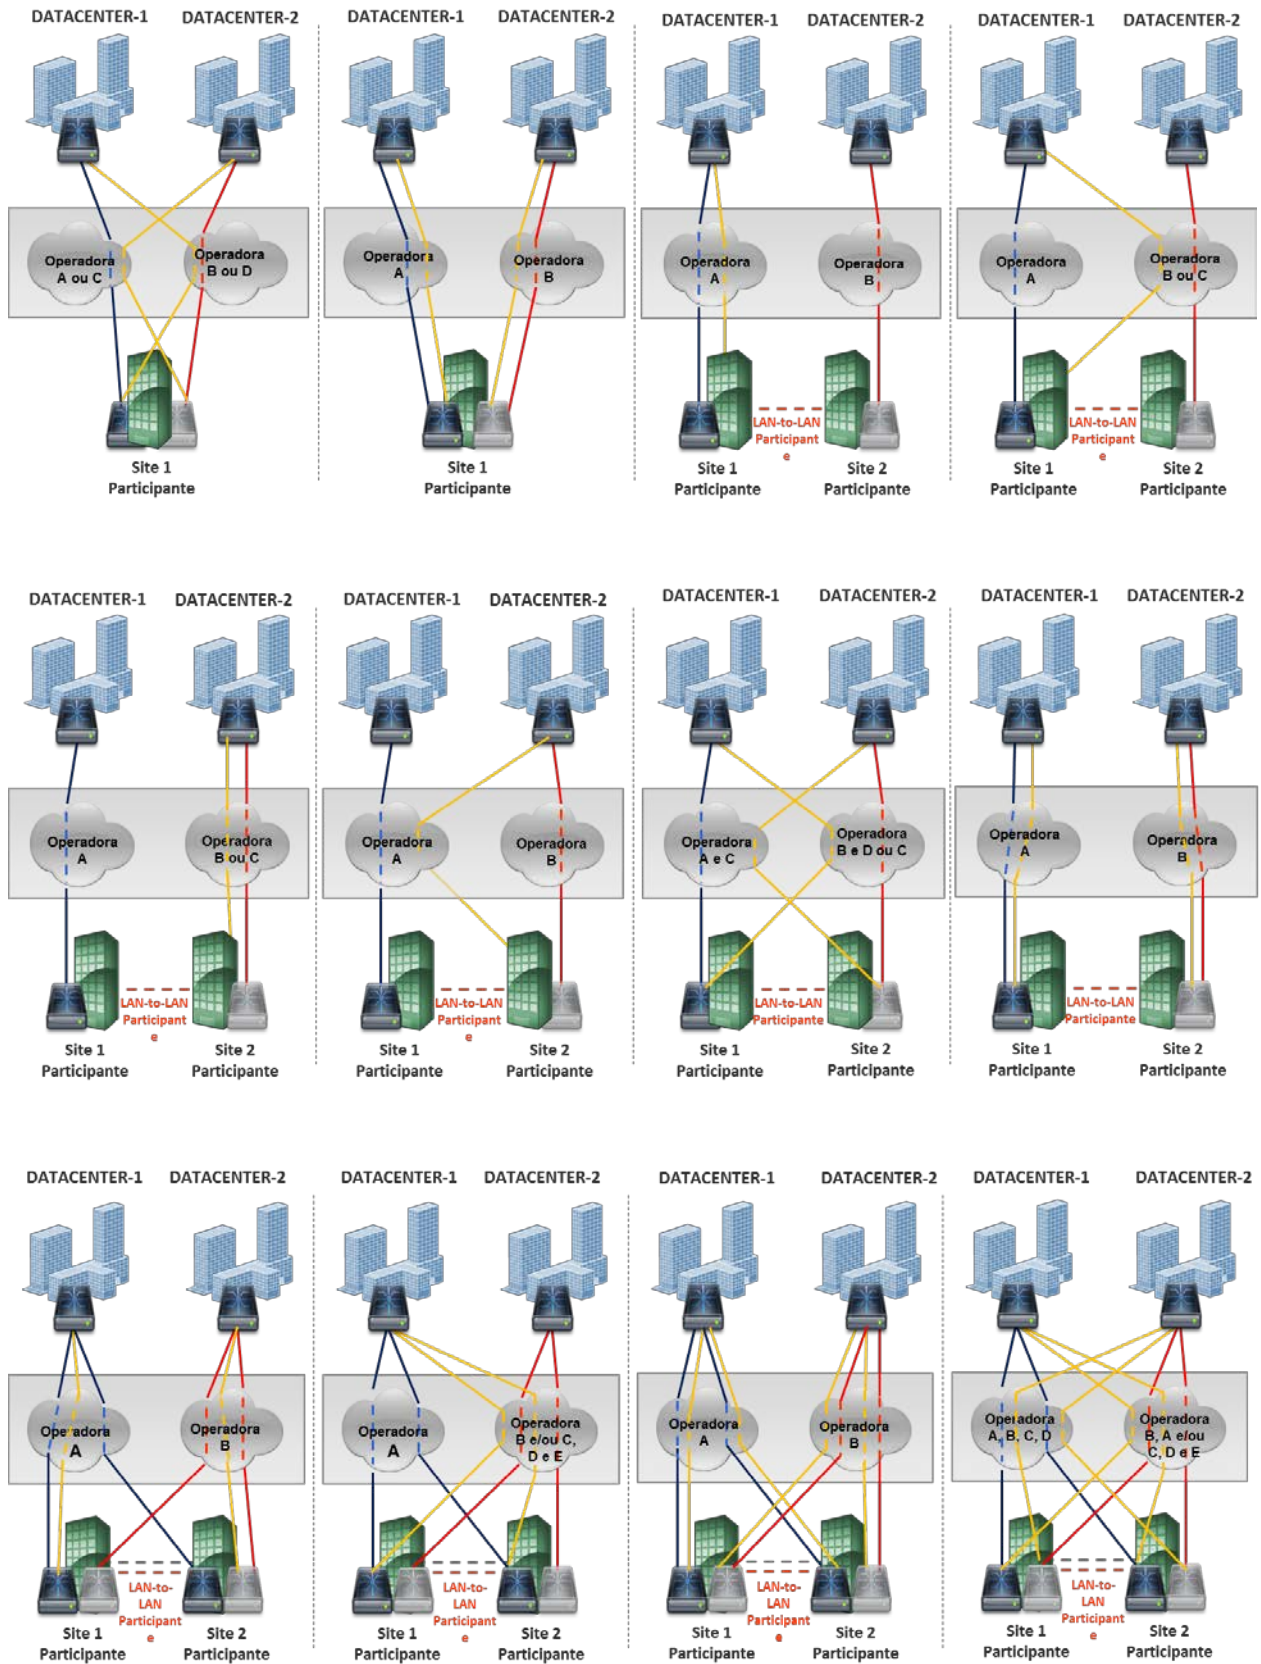 DATACENTER-1
DATACENTER-2
Operadora
A ou C
Operadora
B ou D
Site 1
Participante
DATACENTER-1
DATACENTER-2
Operadora
A
Operadora
B
Site 1
Participante
DATACENTER-1
DATACENTER-2
Operadora
A
Operadora
B
LAN-to-LAN
Participant
e
Site 1
Participante
Site 2
Participante
DATACENTER-1
DATACENTER-2
Operadora
A
Operadora
B ou C
LAN-to-LAN
Participant
e
Site 1
Participante
Site 2
Participante
DATACENTER-1
DATACENTER-2
Operadora
A
Operadora
B ou C
LAN-to-LAN
Participant
e
Site 1
Participante
Site 2
Participante
DATACENTER-1
DATACENTER-2
Operadora
A
Operadora
B
LAN-to-LAN
Participant
e
Site 1
Participante
Site 2
Participante
DATACENTER-1
DATACENTER-2
Operadora
A e C
Operadora
B e D ou C
LAN-to-LAN
Participant
e
Site 1
Participante
Site 2
Participante
DATACENTER-1
DATACENTER-2
Operadora
A
Operadora
B
LAN-to-LAN
Participante
Site 1
Participante
Site 2
Participante
DATACENTER-1
DATACENTER-2
Operadora
A
Operadora
B
LAN-to-
LAN
Participant
e
Site 1
Participante
Site 2
Participante
DATACENTER-1
DATACENTER-2
Operadora
A
Operadora
B e/ou C,
D e E
LAN-to-
LAN
Participant
e
Site 1
Participante
Site 2
Participante
DATACENTER-1
DATACENTER-2
Operadora
A
Operadora
B
LAN-to-
LAN
Participant
e
Site 1
Participante
Site 2
Participante
DATACENTER-1
DATACENTER-2
Operadora
A, B, C, D
Operadora
B, A e/ou
C, D e E
LAN-to-
LAN
Participant
e
Site 1
Participante
Site 2
Participante